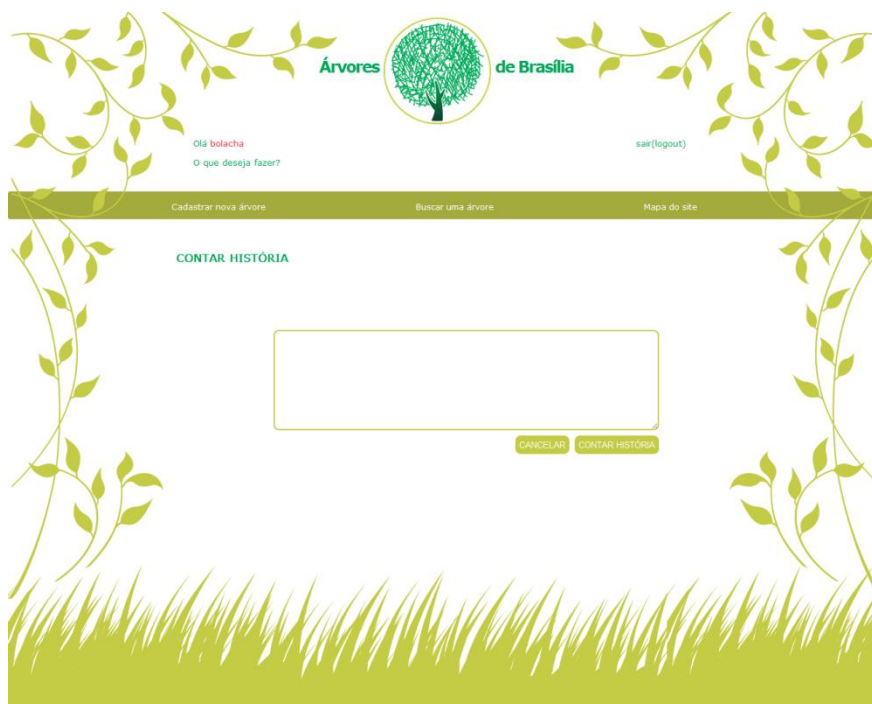 Árvores de Brasília
Olá bolacha
sair(logout)
O que deseja fazer?
Cadastrar nova árvore
Buscar uma árvore
Mapa do site
CONTAR HISTÓRIA
CANCELAR
CONTAR HISTÓRIA